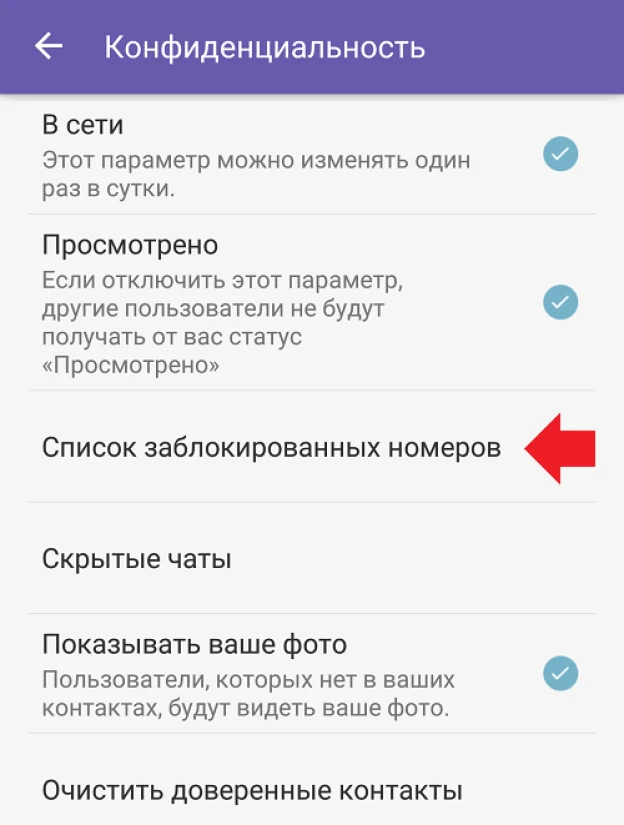 Конфиденциальность
В сети
Этот параметр можно изменять один
раз в сутки.
Просмотрено
Если отключить этот параметр,
другие пользователи не будут
получать от вас статус
«Просмотрено»
Список заблокированных номеров
Скрытые чаты
Показывать ваше фото
Пользователи, которых нет в ваших
контактах, будут видеть ваше фото.
Очистить доверенные контакты